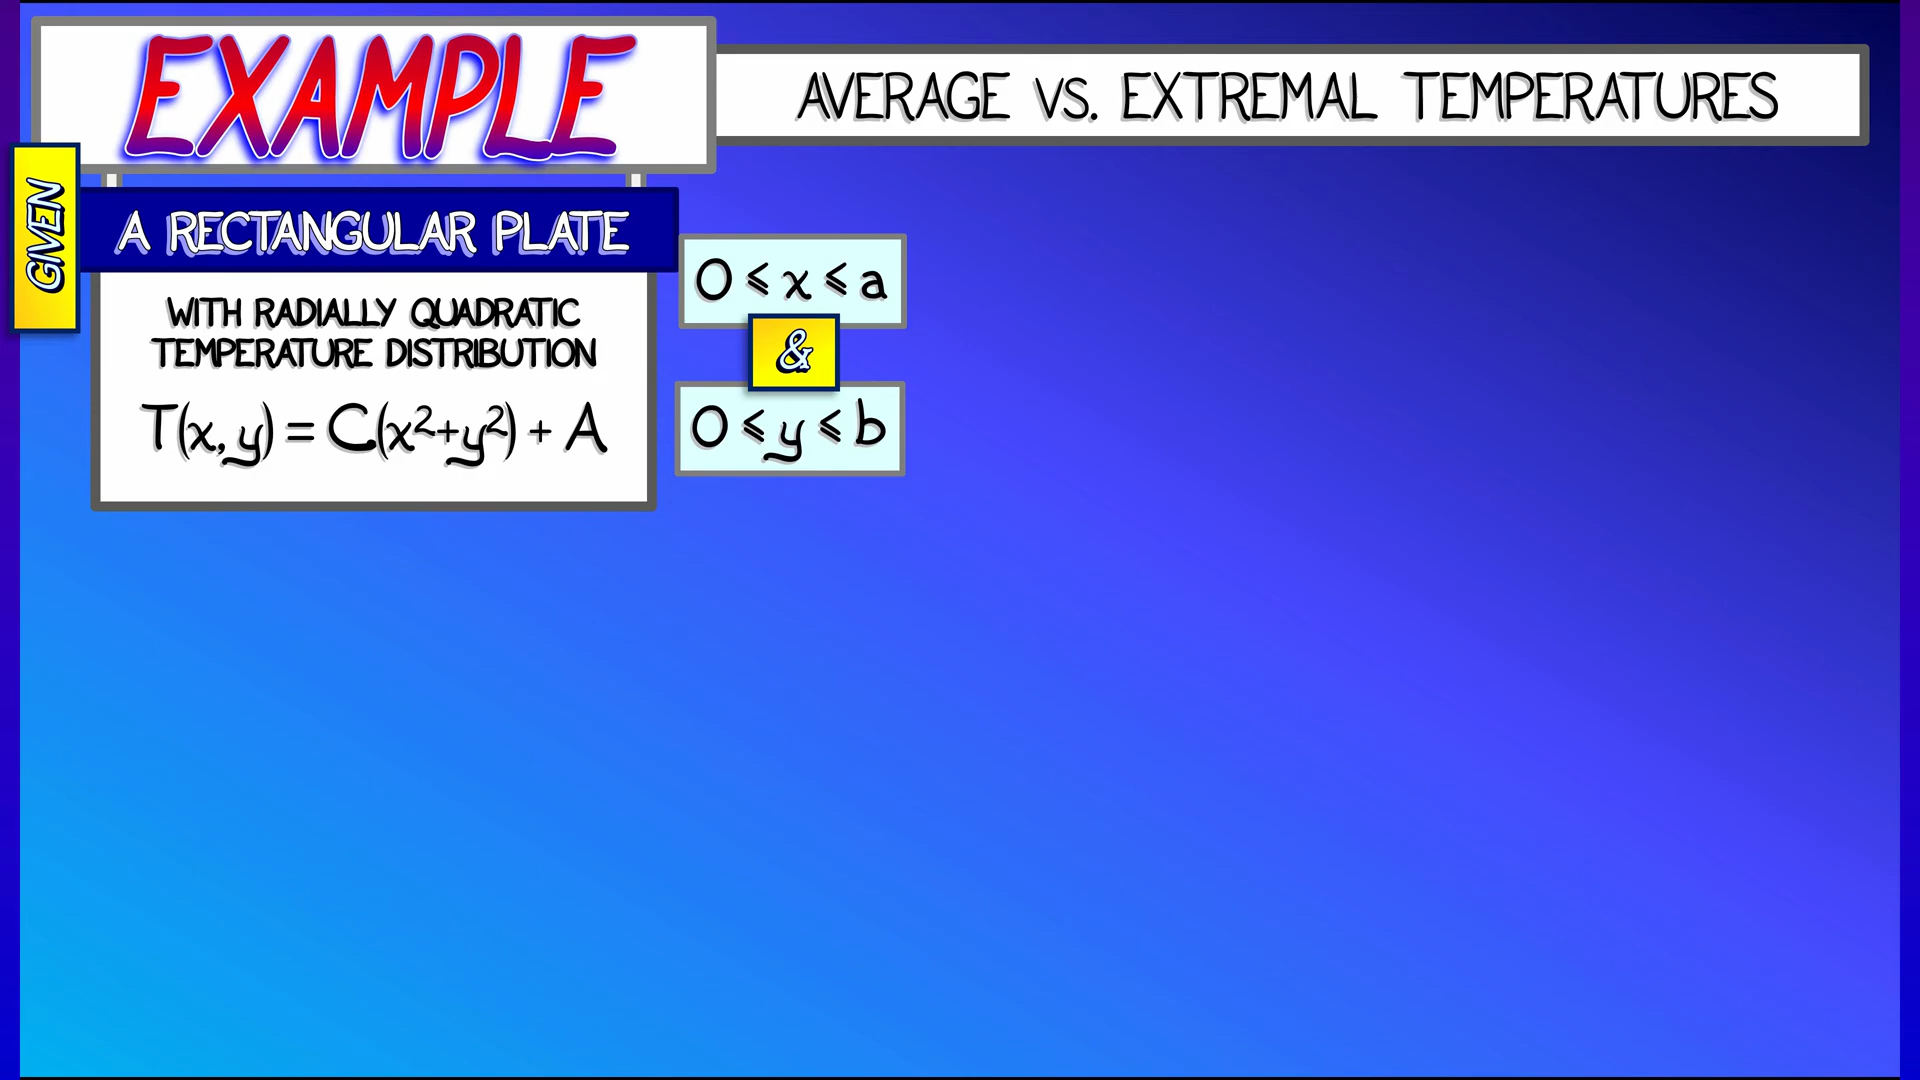 EXAMPLE
AVERAGE VS. EXTREMAL TEMPERATURES
GIVEN
A RECTANGULAR PLATE
WITH RADIALLY QUADRATIC
TEMPERATURE DISTRIBUTION
T(x, y) = C(x²+y²) + A
0 ⩽ x ⩽ a
&
0 ⩽ y ⩽ b